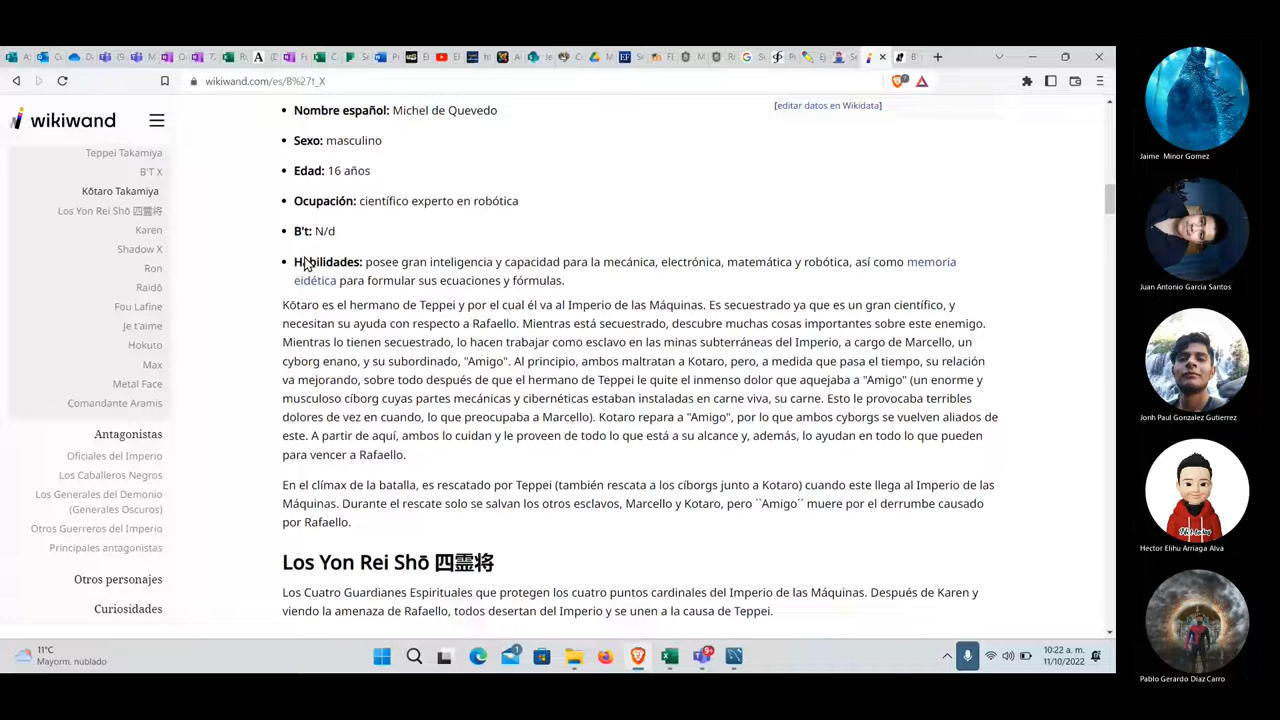 wikiwand.com/es/B%27t_X
wikiwand
Teppei Takamiya
B'T X
Kōtaro Takamiya
Los Yon Rei Shō 四霊将
Karen
Shadow X
Ron
Raidō
Fou Lafine
Je t'aime
Hokuto
Max
Metal Face
Comandante Aramis
Antagonistas
Oficiales del Imperio
Los Caballeros Negros
Los Generales del Demonio
(Generales Oscuros)
Otros Guerreros del Imperio
Principales antagonistas
Otros personajes
Curiosidades
[editar datos en Wikidata]
• Nombre español: Michel de Quevedo
• Sexo: masculino
• Edad: 16 años
• Ocupación: científico experto en robótica
• B't: N/d
• Habilidades: posee gran inteligencia y capacidad para la mecánica, electrónica, matemática y robótica, así como memoria
eidética para formular sus ecuaciones y fórmulas.
Kōtaro es el hermano de Teppei y por el cual él va al Imperio de las Máquinas. Es secuestrado ya que es un gran científico, y
necesitan su ayuda con respecto a Rafaello. Mientras está secuestrado, descubre muchas cosas importantes sobre este enemigo.
Mientras lo tienen secuestrado, lo hacen trabajar como esclavo en las minas subterráneas del Imperio, a cargo de Marcello, un
cyborg enano, y su subordinado, "Amigo". Al principio, ambos maltratan a Kotaro, pero, a medida que pasa el tiempo, su relación
va mejorando, sobre todo después de que el hermano de Teppei le quite el inmenso dolor que aquejaba a "Amigo" (un enorme y
musculoso cíborg cuyas partes mecánicas y cibernéticas estaban instaladas en carne viva, su carne. Esto le provocaba terribles
dolores de vez en cuando, lo que preocupaba a Marcello). Kotaro repara a "Amigo", por lo que ambos cyborgs se vuelven aliados de
este. A partir de aquí, ambos lo cuidan y le proveen de todo lo que está a su alcance y, además, lo ayudan en todo lo que pueden
para vencer a Rafaello.
En el clímax de la batalla, es rescatado por Teppei (también rescata a los cíborgs junto a Kotaro) cuando este llega al Imperio de las
Máquinas. Durante el rescate solo se salvan los otros esclavos, Marcello y Kotaro, pero ``Amigo´´ muere por el derrumbe causado
por Rafaello.
Los Yon Rei Shō 四霊将
Los Cuatro Guardianes Espirituales que protegen los cuatro puntos cardinales del Imperio de las Máquinas. Después de Karen y
viendo la amenaza de Rafaello, todos desertan del Imperio y se unen a la causa de Teppei.
11°C
Mayorm. nublado
9+
10:22 a. m.
11/10/2022
Jaime Minor Gomez
Juan Antonio Garcia Santos
Jonh Paul Gonzalez Gutierrez
Hector Elihu Arriaga Alva
Pablo Gerardo Diaz Carro